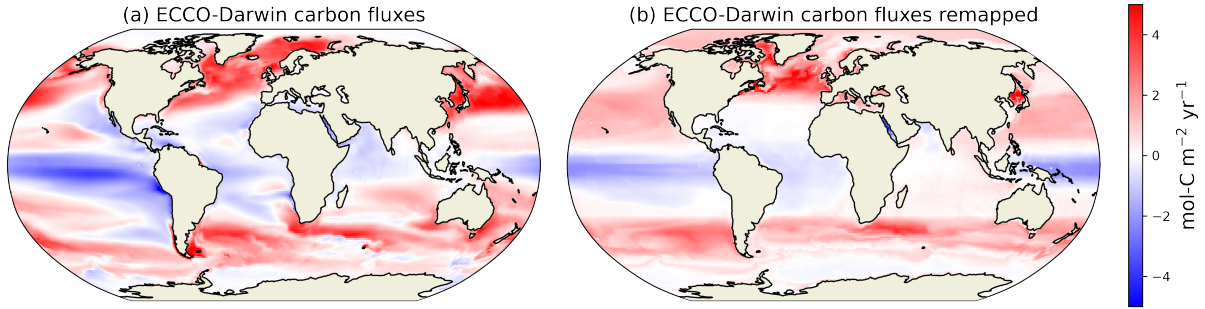 (a) ECCO-Darwin carbon fluxes
(b) ECCO-Darwin carbon fluxes remapped
4
2
0
−2
−4
mol-C m⁻² yr⁻¹